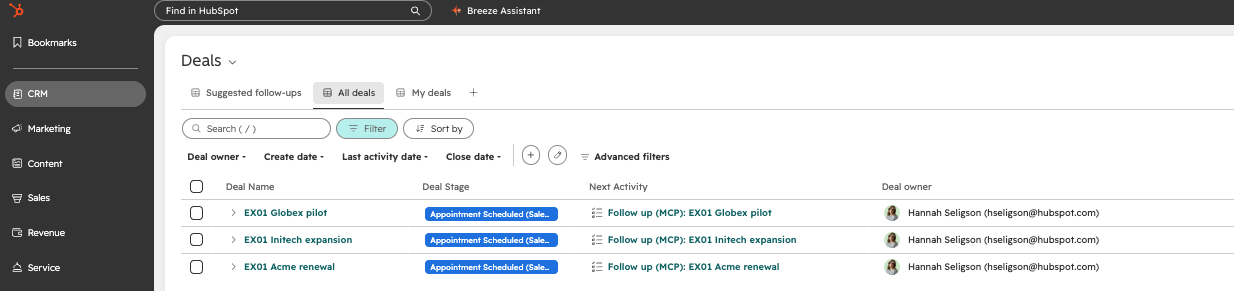 Find in HubSpot
Breeze Assistant
Bookmarks
CRM
Marketing
Content
Sales
Revenue
Service
Deals
Suggested follow-ups
All deals
My deals
+
Search ( / )
Filter
Sort by
Deal owner
Create date
Last activity date
Close date
+
Advanced filters
Deal Name Deal Stage Next Activity Deal owner
EX01 Globex pilot Appointment Scheduled (Sale... Follow up (MCP): EX01 Globex pilot Hannah Seligson (hseligson@hubspot.com)
EX01 Initech expansion Appointment Scheduled (Sale... Follow up (MCP): EX01 Initech expansion Hannah Seligson (hseligson@hubspot.com)
EX01 Acme renewal Appointment Scheduled (Sale... Follow up (MCP): EX01 Acme renewal Hannah Seligson (hseligson@hubspot.com)